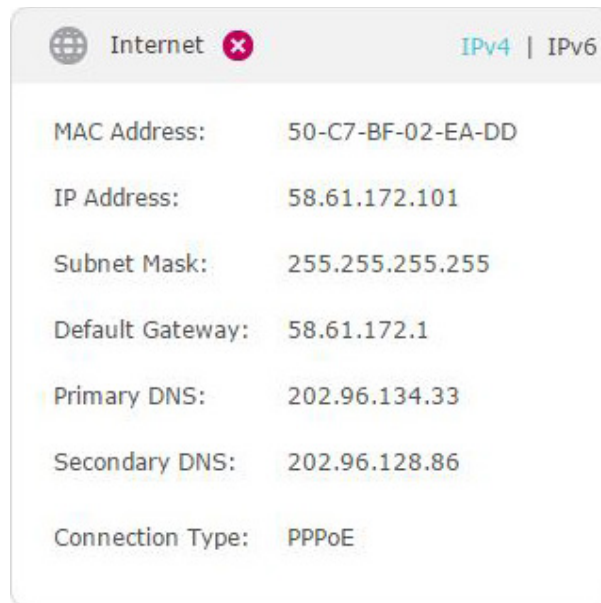 Internet IPv4 | IPv6
MAC Address: 50-C7-BF-02-EA-DD
IP Address: 58.61.172.101
Subnet Mask: 255.255.255.255
Default Gateway: 58.61.172.1
Primary DNS: 202.96.134.33
Secondary DNS: 202.96.128.86
Connection Type: PPPoE